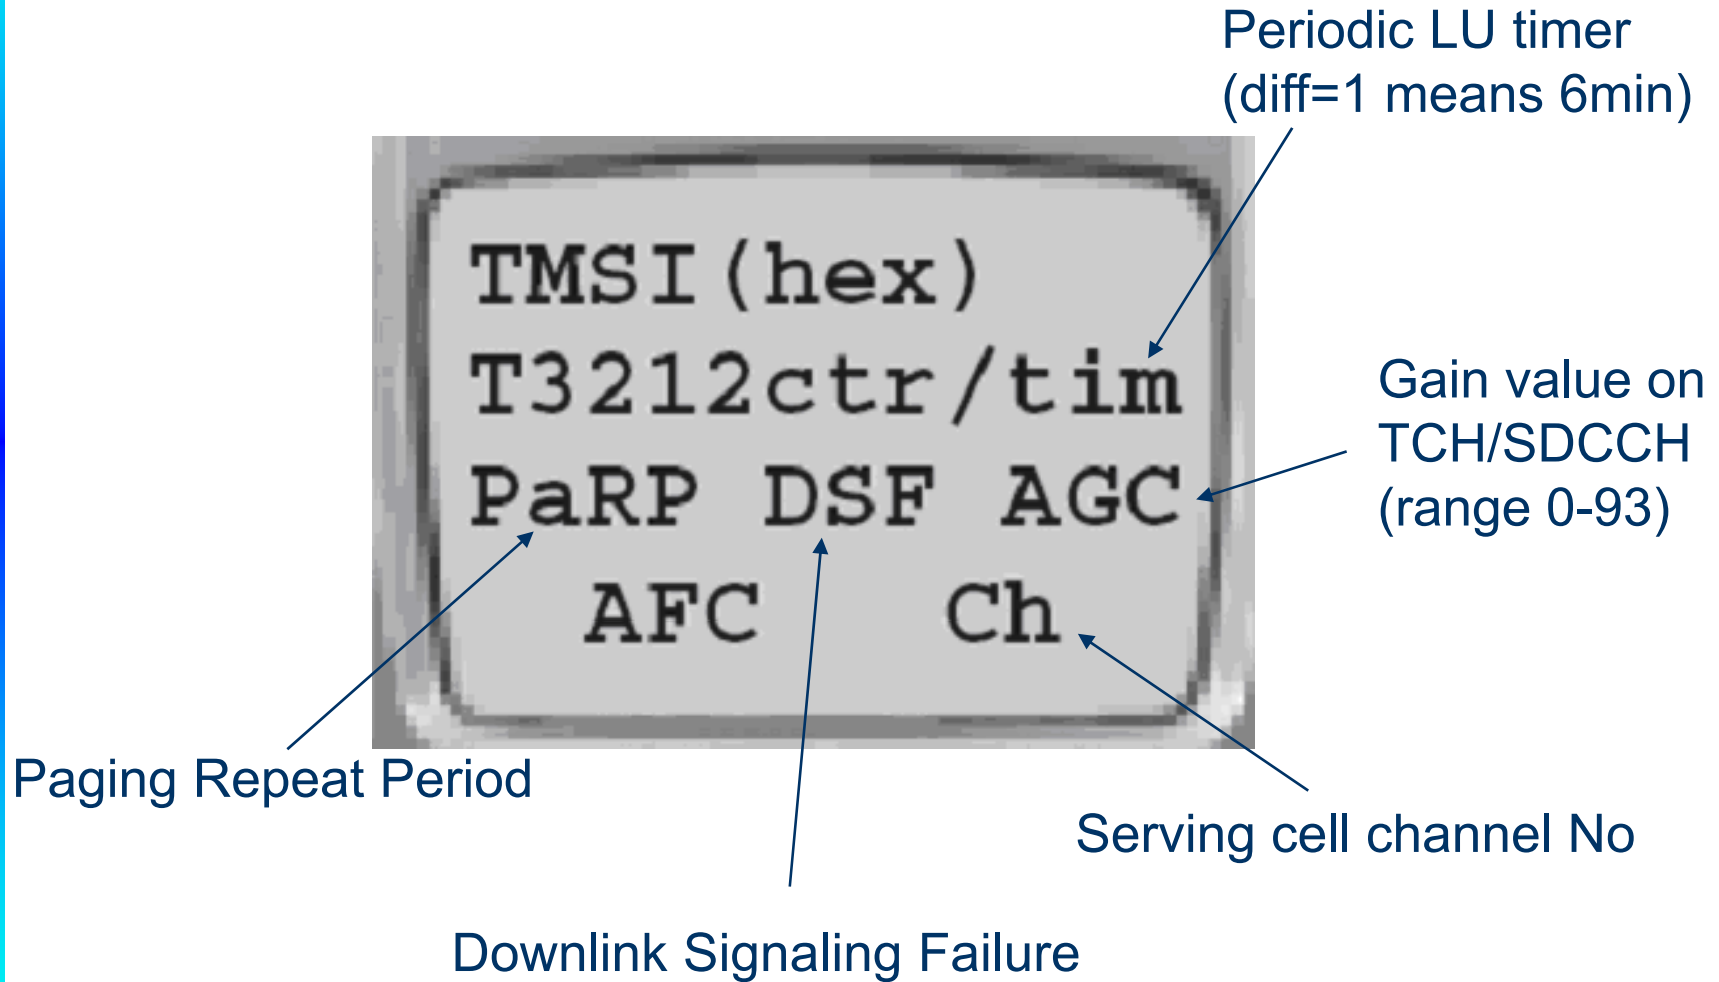 Periodic LU timer
(diff=1 means 6min)
TMSI(hex)
T3212ctr/tim
PaRP DSF AGC
AFC Ch
Gain value on
TCH/SDCCH
(range 0-93)
Paging Repeat Period
Serving cell channel No
Downlink Signaling Failure